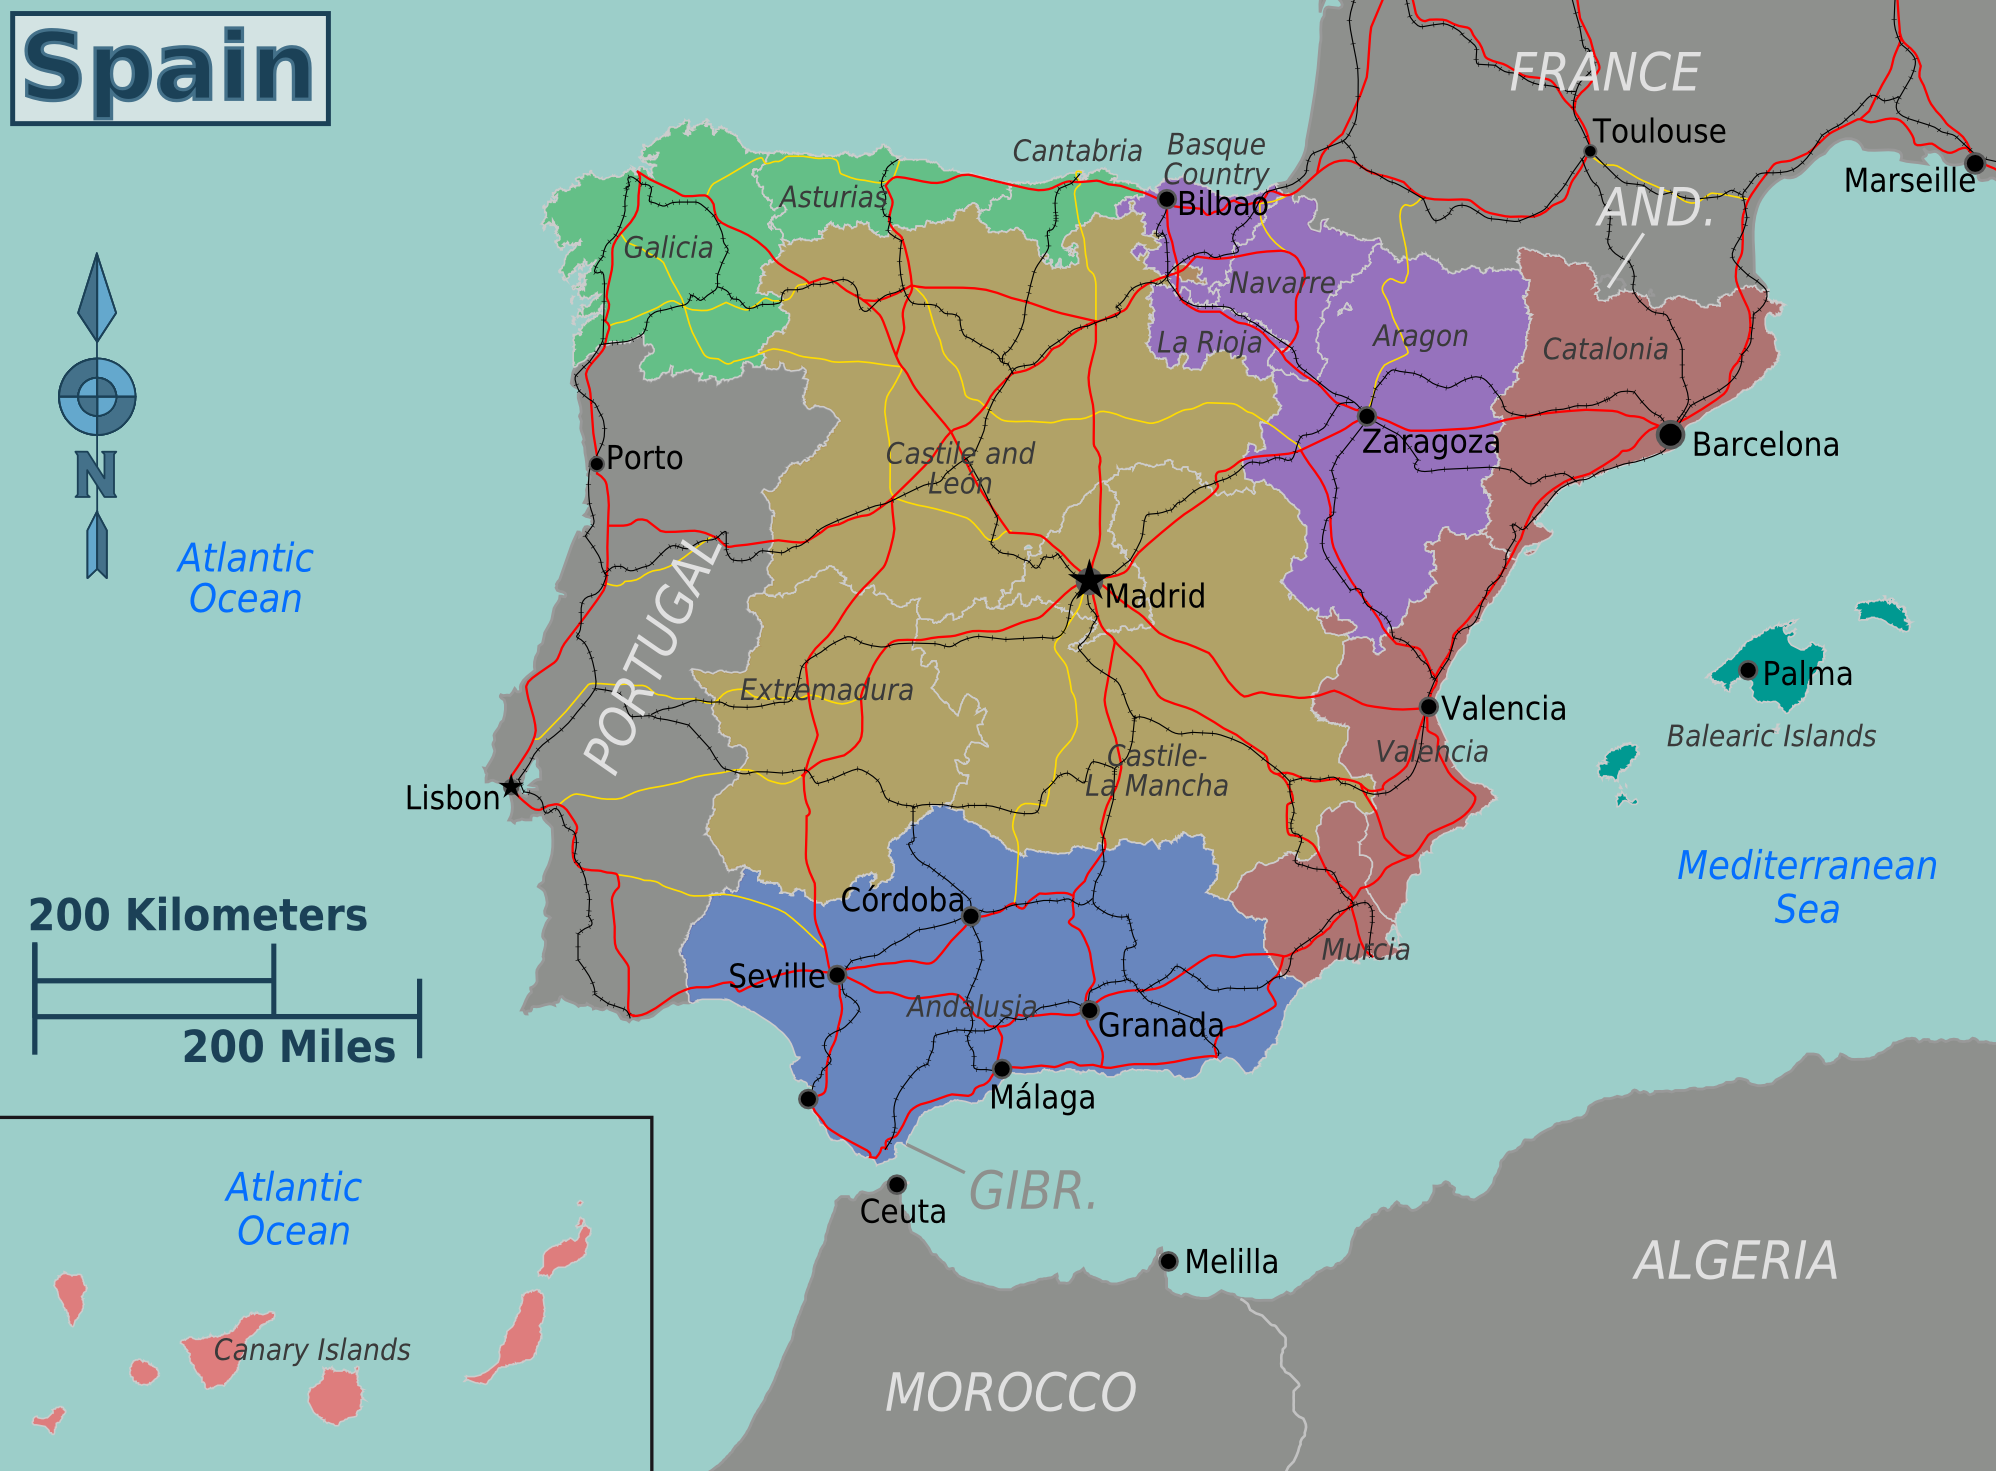 Spain
FRANCE
Toulouse
Marseille
AND.
Cantabria
Basque
Country
Bilbao
Asturias
Galicia
Navarre
La Rioja
Aragon
Catalonia
Zaragoza
Barcelona
Porto
Castile and
León
N
Atlantic
Ocean
Madrid
PORTUGAL
Palma
Balearic Islands
Extremadura
Valencia
Valencia
Castile-
La Mancha
Lisbon
Mediterranean
Sea
200 Kilometers
200 Miles
Córdoba
Seville
Murcia
Andalusia
Granada
Málaga
GIBR.
Ceuta
Melilla
ALGERIA
MOROCCO
Atlantic
Ocean
Canary Islands